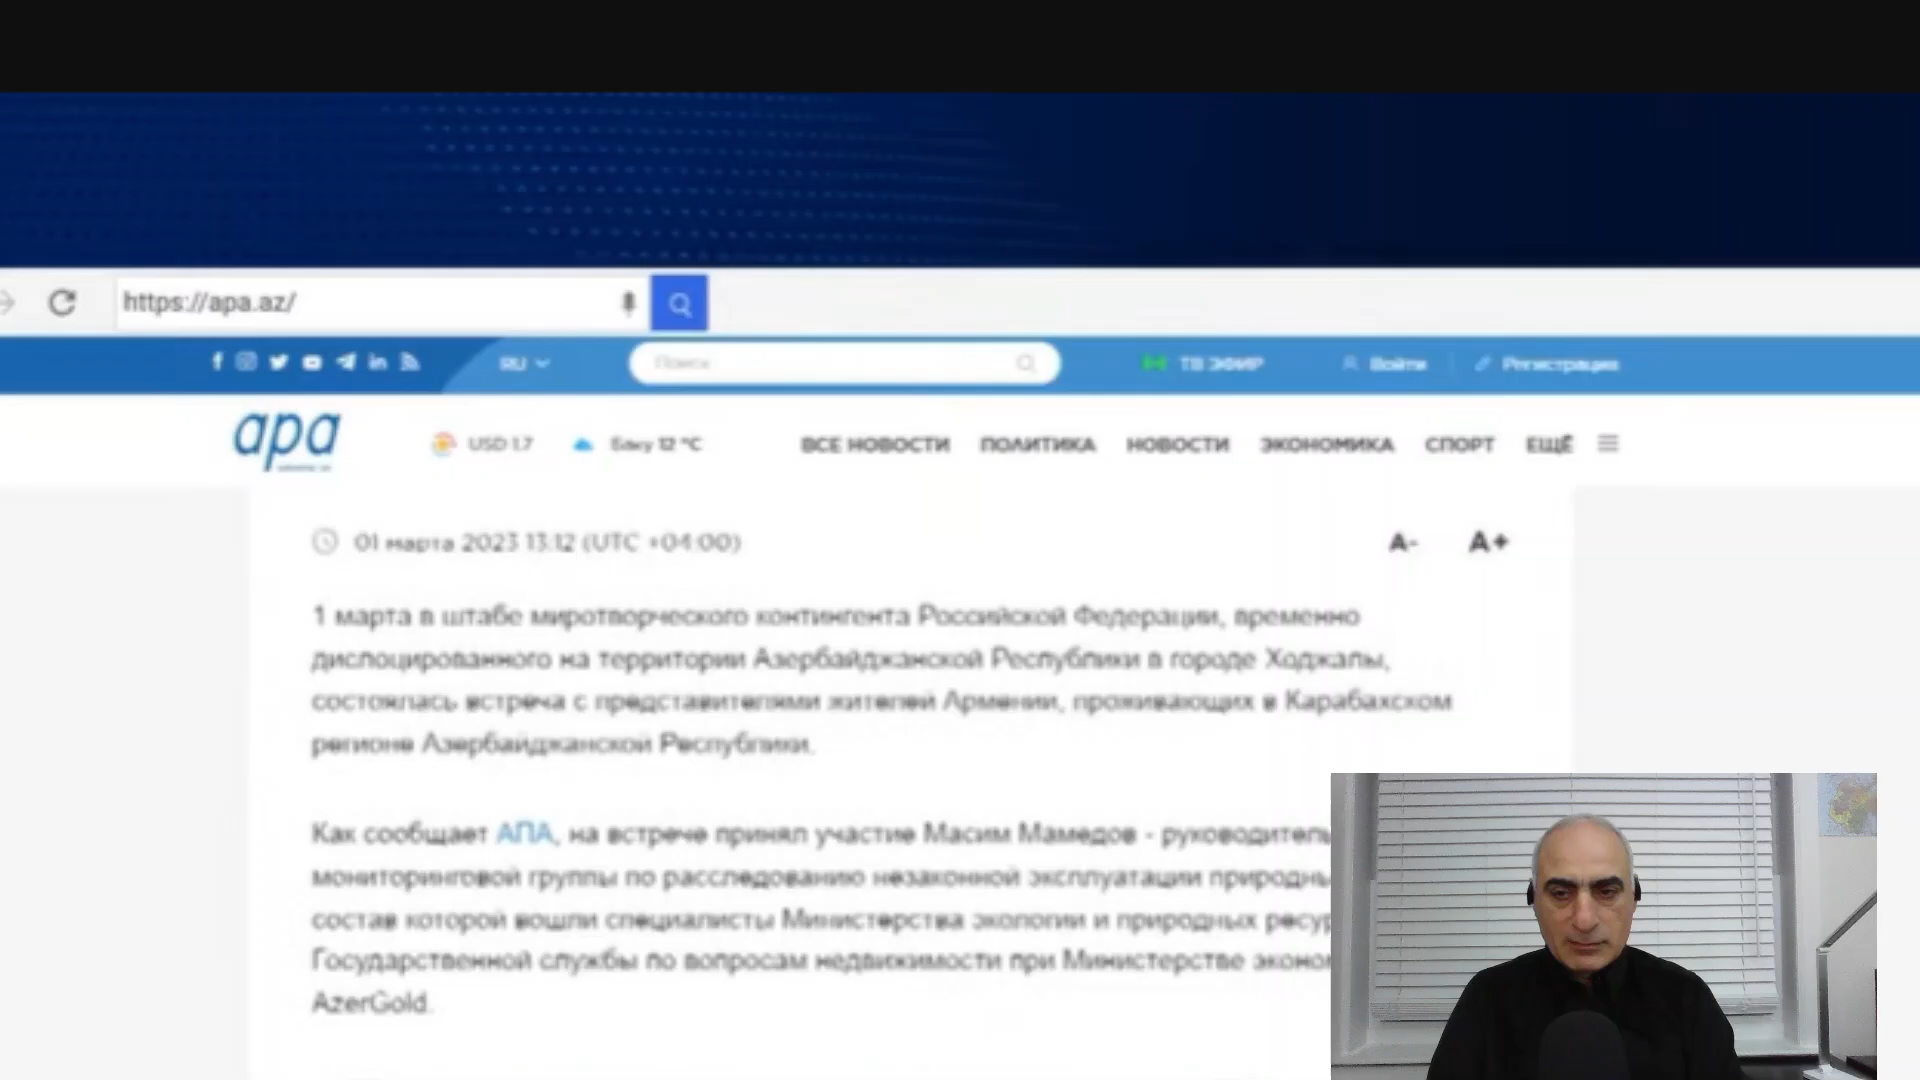 https://apa.az/
RU
Поиск
ТВ ЭФИР
Войти
Регистрация
apa
USD 1.7
Баку 12 °C
ВСЕ НОВОСТИ
ПОЛИТИКА
НОВОСТИ
ЭКОНОМИКА
СПОРТ
ЕЩЁ
01 марта 2023 13:12 (UTC +04:00)
A-
A+
1 марта в штабе миротворческого контингента Российской Федерации, временно
дислоцированного на территории Азербайджанской Республики в городе Ходжалы,
состоялась встреча с представителями жителей Армении, проживающих в Карабахском
регионе Азербайджанской Республики.
Как сообщает АПА, на встрече принял участие Масим Мамедов - руководитель
мониторинговой группы по расследованию незаконной эксплуатации природны
состав которой вошли специалисты Министерства экологии и природных ресур
Государственной службы по вопросам недвижимости при Министерстве эконо
AzerGold.